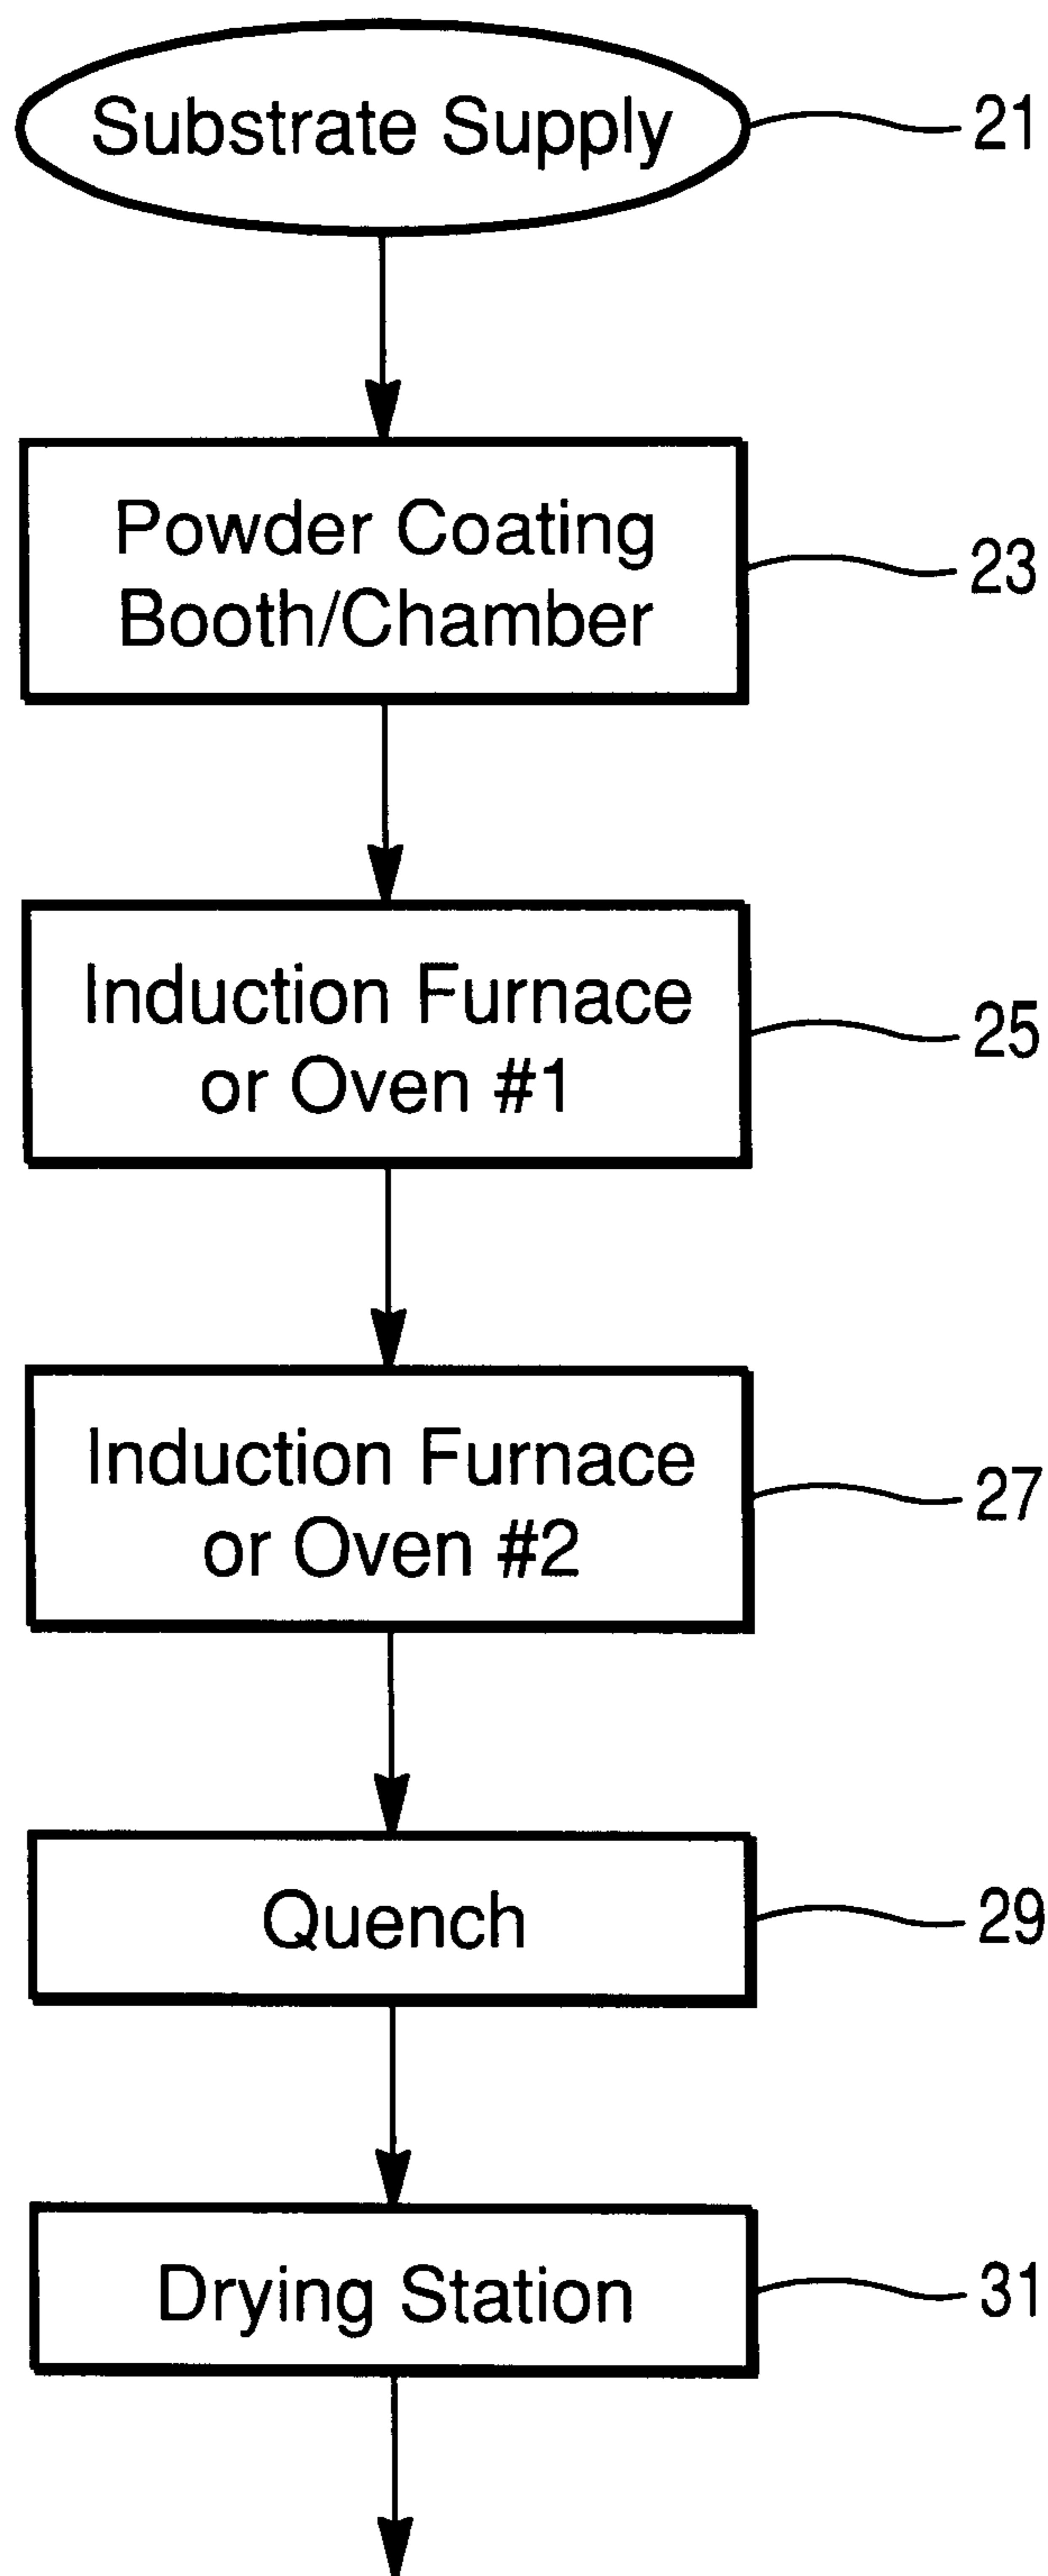 Substrate Supply
21
Powder Coating
Booth/Chamber
23
Induction Furnace
or Oven #1
25
Induction Furnace
or Oven #2
27
Quench
29
Drying Station
31